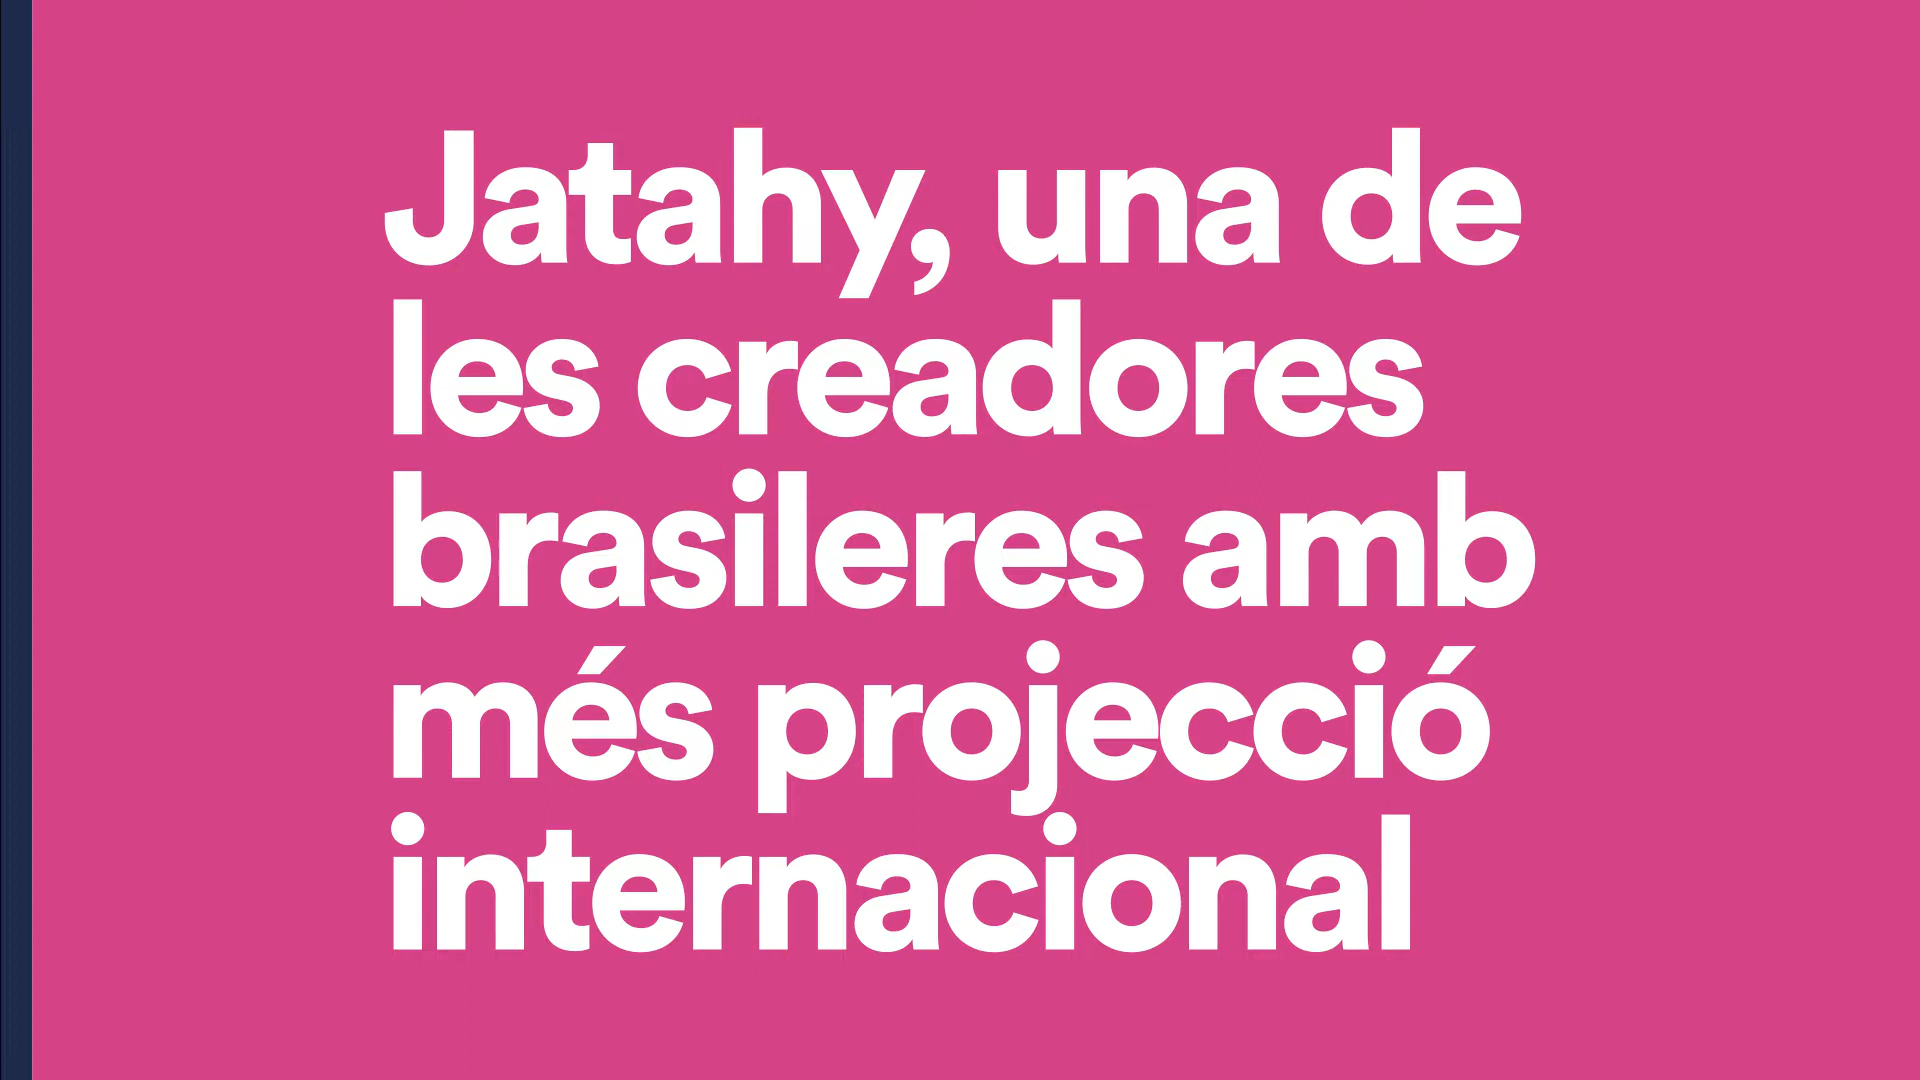 Jatahy, una de
les creadores
brasileres amb
més projecció
internacional